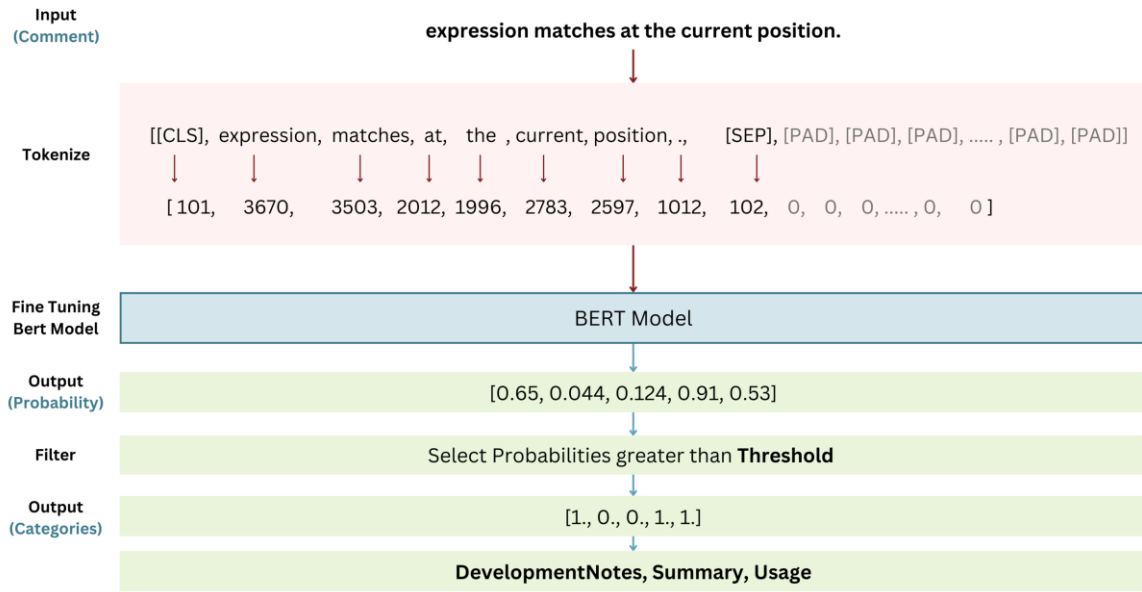 Input
(Comment)
expression matches at the current position.
Tokenize
[[CLS], expression, matches, at, the , current, position, ., [SEP], [PAD], [PAD], [PAD], ..... , [PAD], [PAD]]
[ 101, 3670, 3503, 2012, 1996, 2783, 2597, 1012, 102, 0, 0, 0, ..... , 0, 0 ]
Fine Tuning
Bert Model
BERT Model
Output
(Probability)
[0.65, 0.044, 0.124, 0.91, 0.53]
Filter
Select Probabilities greater than Threshold
Output
(Categories)
[1., 0., 0., 1., 1.]
DevelopmentNotes, Summary, Usage